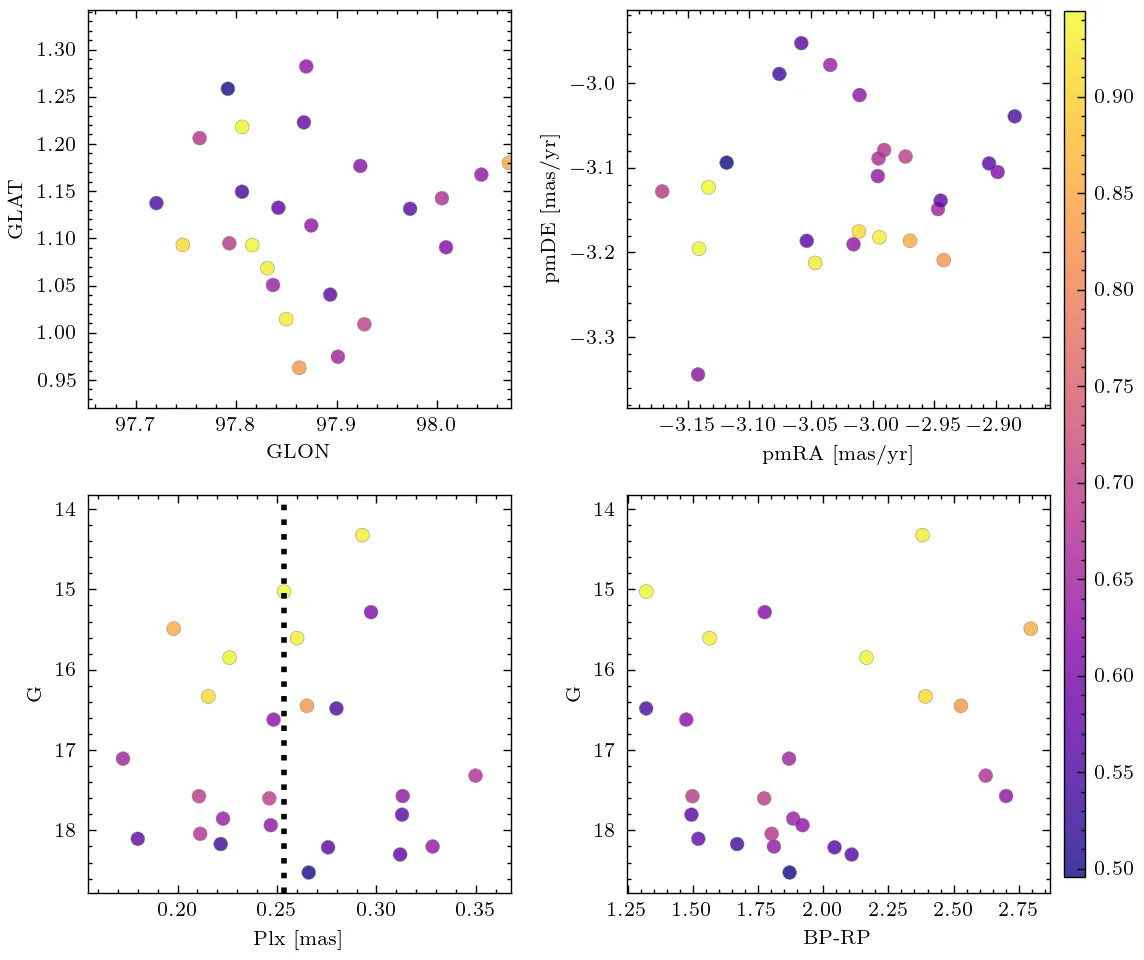 1.30
1.25
1.20
1.15
1.10
1.05
1.00
0.95
GLAT
97.7 97.8 97.9 98.0
GLON
−3.0
−3.1
−3.2
−3.3
pmDE [mas/yr]
−3.15 −3.10 −3.05 −3.00 −2.95 −2.90
pmRA [mas/yr]
14
15
16
17
18
G
0.20 0.25 0.30 0.35
Plx [mas]
14
15
16
17
18
G
1.25 1.50 1.75 2.00 2.25 2.50 2.75
BP-RP
0.90
0.85
0.80
0.75
0.70
0.65
0.60
0.55
0.50